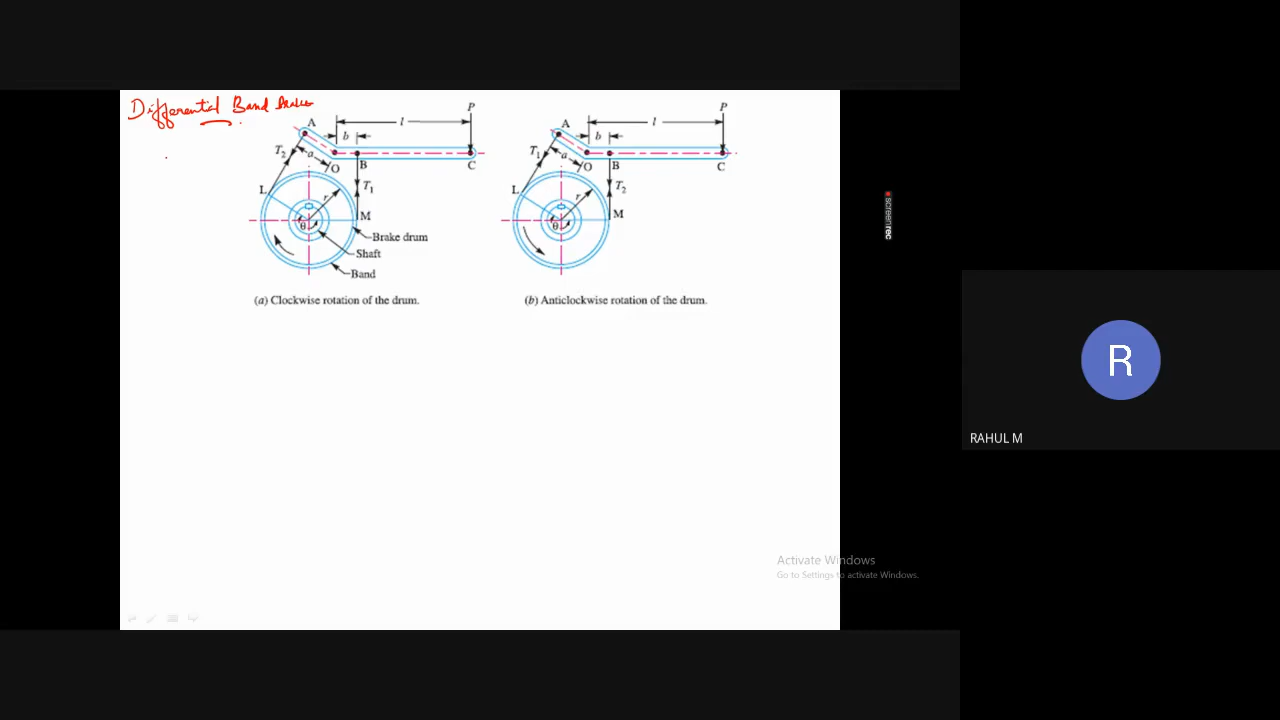 Differential Band Brakes
P
l
A
b
T2
a
O
B
C
L
T1
r
M
θ
Brake drum
Shaft
Band
(a) Clockwise rotation of the drum.
P
l
A
b
T1
a
O
B
C
L
T2
r
M
θ
(b) Anticlockwise rotation of the drum.
screenrec
R
RAHUL M
Activate Windows
Go to Settings to activate Windows.